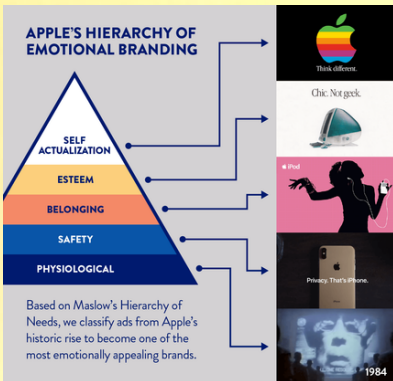 APPLE'S HIERARCHY OF
EMOTIONAL BRANDING
SELF
ACTUALIZATION
ESTEEM
BELONGING
SAFETY
PHYSIOLOGICAL
Based on Maslow's Hierarchy of
Needs, we classify ads from Apple's
historic rise to become one of the
most emotionally appealing brands.
Think different.
Chic. Not geek.
iPod
Privacy. That's iPhone.
1984